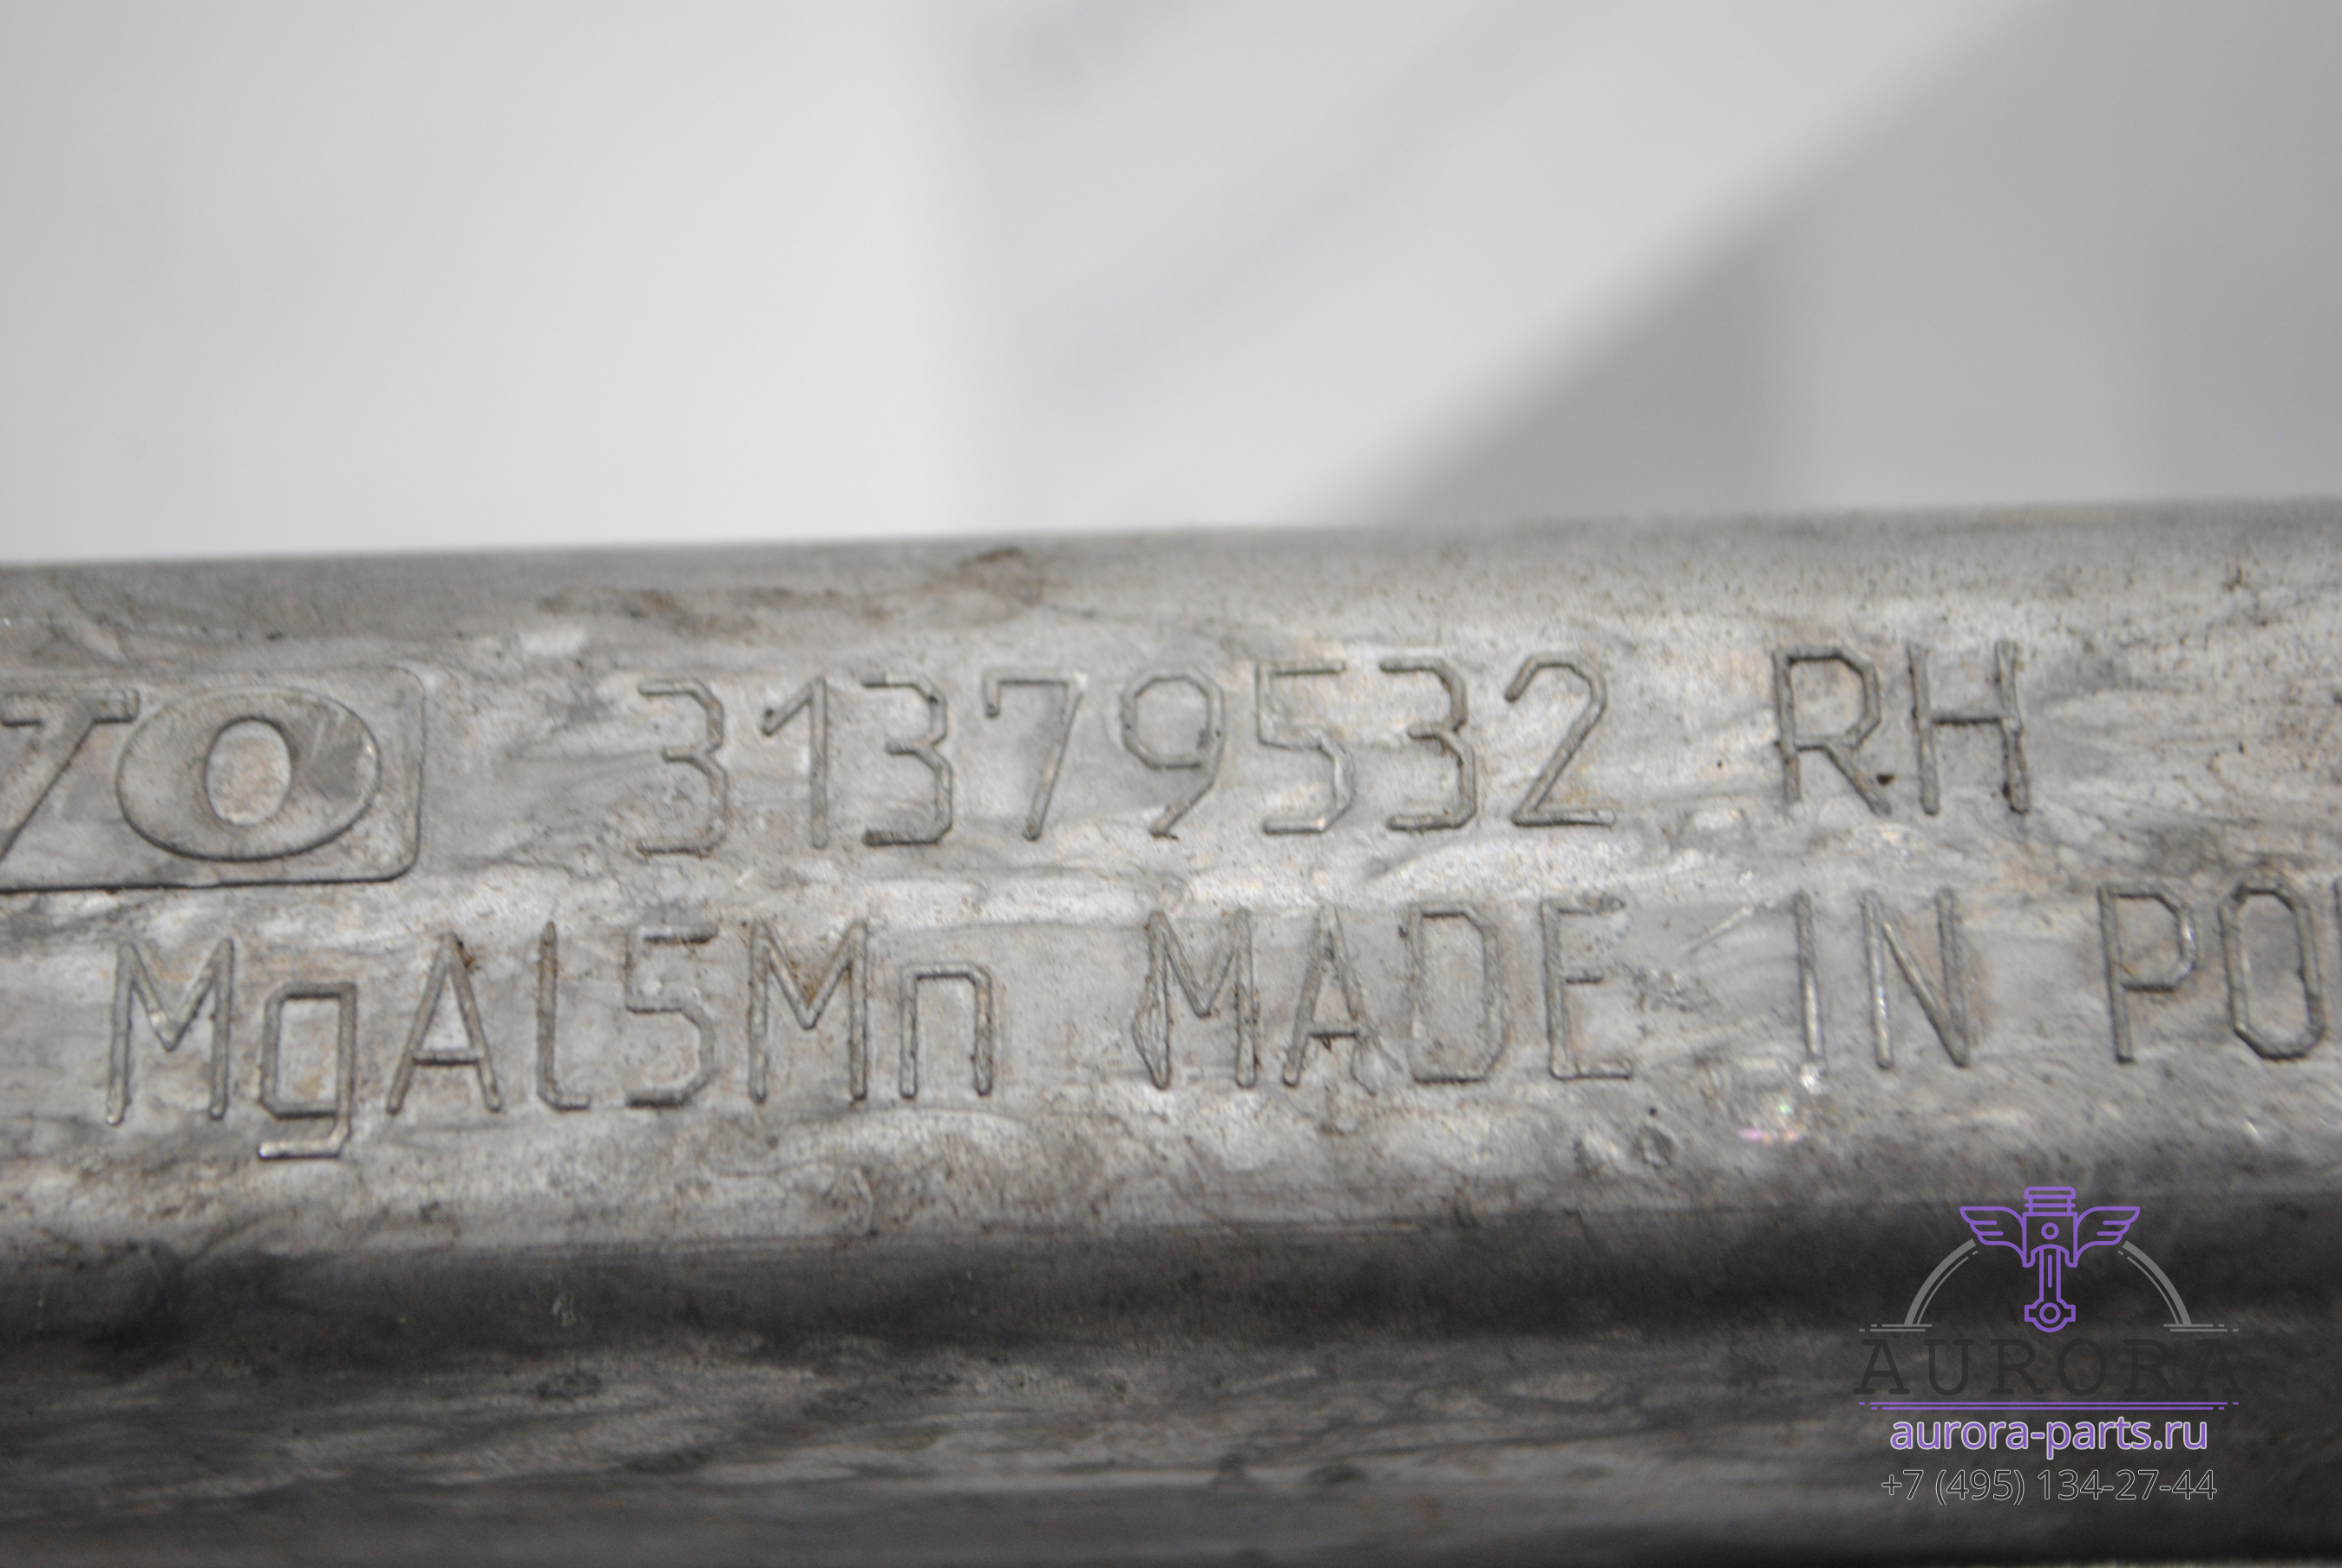 31379532 RH
MgAl5Mn MADE IN
AURORA
aurora-parts.ru
+7 (495) 134-27-44